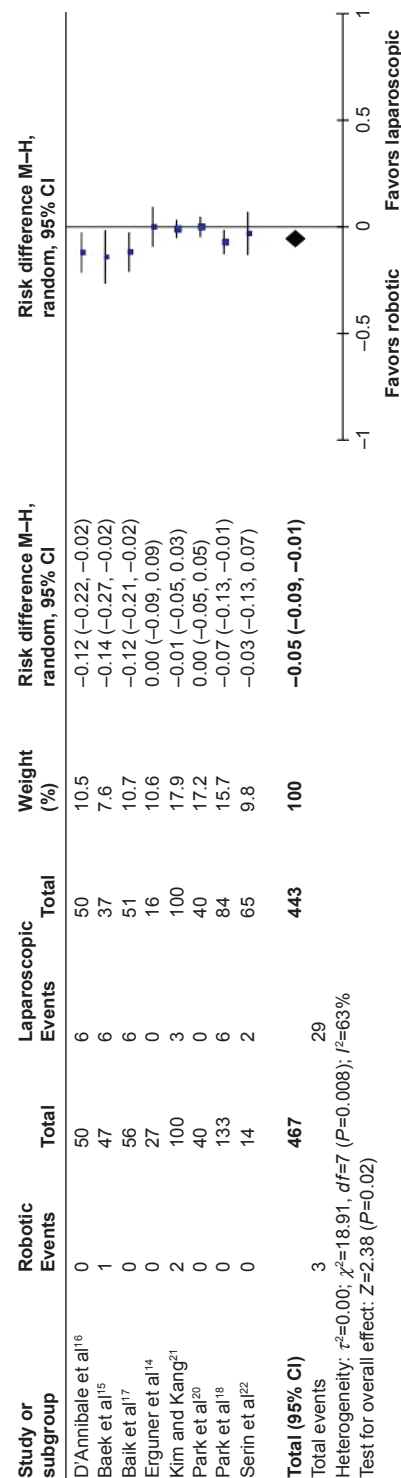 Study or subgroup | Robotic Events | Total | Laparoscopic Events | Total | Weight (%) | Risk difference M–H, random, 95% CI | Risk difference M–H, random, 95% CI
D'Annibale et al16 0 50 6 50 10.5 −0.12 (−0.22, −0.02)
Baek et al15 1 47 6 37 7.6 −0.14 (−0.27, −0.02)
Baik et al17 0 56 6 51 10.7 −0.12 (−0.21, −0.02)
Erguner et al14 0 27 0 16 10.6 0.00 (−0.09, 0.09)
Kim and Kang21 2 100 3 100 17.9 −0.01 (−0.05, 0.03)
Park et al20 0 40 0 40 17.2 0.00 (−0.05, 0.05)
Park et al18 0 133 6 84 15.7 −0.07 (−0.13, −0.01)
Serin et al22 0 14 2 65 9.8 −0.03 (−0.13, 0.07)
Total (95% CI) 467 443 100 −0.05 (−0.09, −0.01)
Total events 3 29
Heterogeneity: τ²=0.00; χ²=18.91, df=7 (P=0.008); I²=63%
Test for overall effect: Z=2.38 (P=0.02)
−1 −0.5 0 0.5 1
Favors robotic Favors laparoscopic